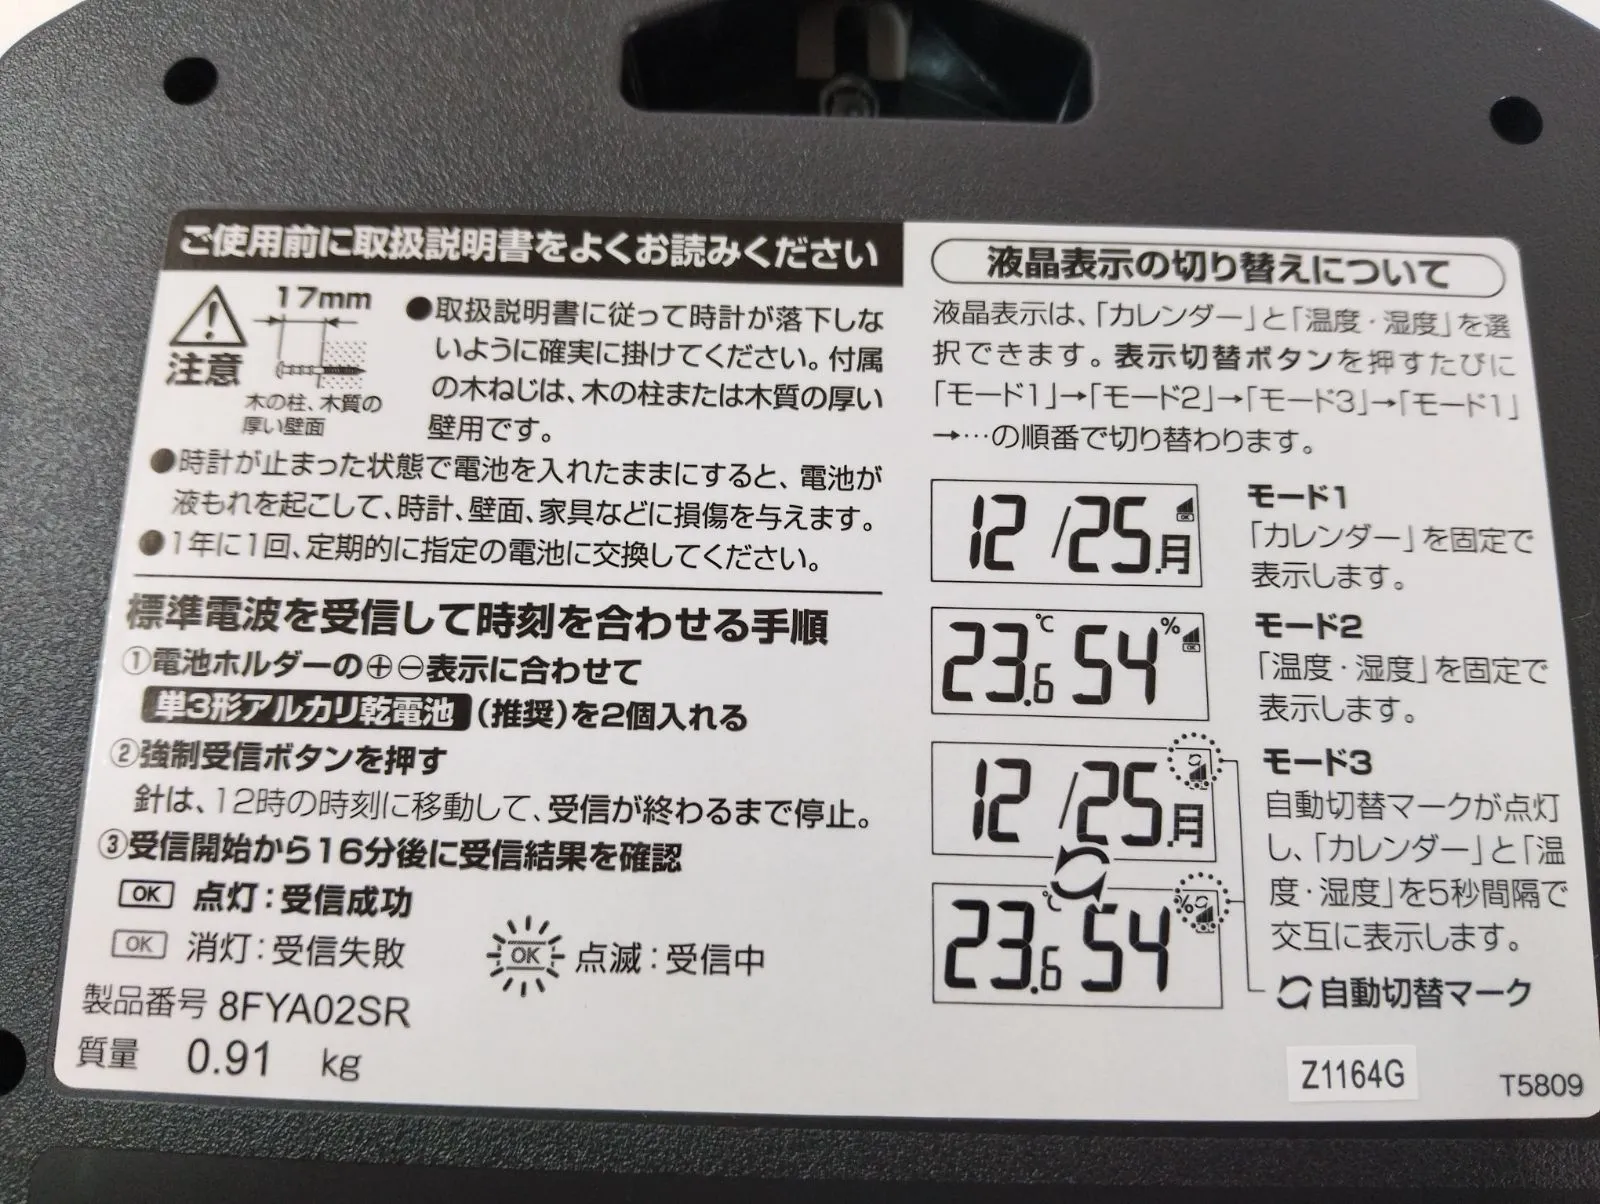 ご使用前に取扱説明書をよくお読みください
注意
17mm
木の柱、木質の
厚い壁面
●取扱説明書に従って時計が落下しな
いように確実に掛けてください。付属
の木ねじは、木の柱または木質の厚い
壁用です。
●時計が止まった状態で電池を入れたままにすると、電池が
液もれを起こして、時計、壁面、家具などに損傷を与えます。
●1年に1回、定期的に指定の電池に交換してください。
標準電波を受信して時刻を合わせる手順
①電池ホルダーの⊕⊖表示に合わせて
単3形アルカリ乾電池(推奨)を2個入れる
②強制受信ボタンを押す
針は、12時の時刻に移動して、受信が終わるまで停止。
③受信開始から16分後に受信結果を確認
OK 点灯:受信成功
OK 消灯:受信失敗
OK 点滅:受信中
製品番号 8FYA02SR
質量 0.91 kg
液晶表示の切り替えについて
液晶表示は、「カレンダー」と「温度・湿度」を選
択できます。表示切替ボタンを押すたびに
「モード1」→「モード2」→「モード3」→「モード1」
→…の順番で切り替わります。
12/25月
OK
モード1
「カレンダー」を固定で
表示します。
23.6℃ 54%
OK
モード2
「温度・湿度」を固定で
表示します。
12/25月
23.6℃ 54%
モード3
自動切替マークが点灯
し、「カレンダー」と「温
度・湿度」を5秒間隔で
交互に表示します。
自動切替マーク
Z1164G
T5809